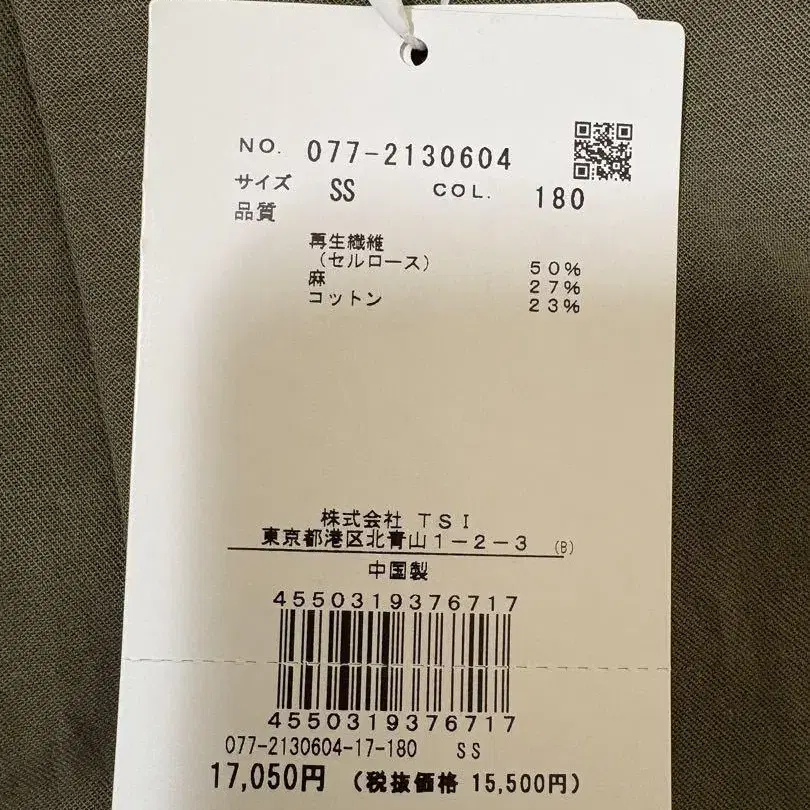 NO. 077-2130604
サイズ SS COL. 180
品質
再生繊維
（セルロース） 50%
麻 27%
コットン 23%
株式会社 TSI
東京都港区北青山1-2-3 (B)
中国製
4550319376717
4550319376717
077-2130604-17-180 SS
17,050円 (税抜価格 15,500円)